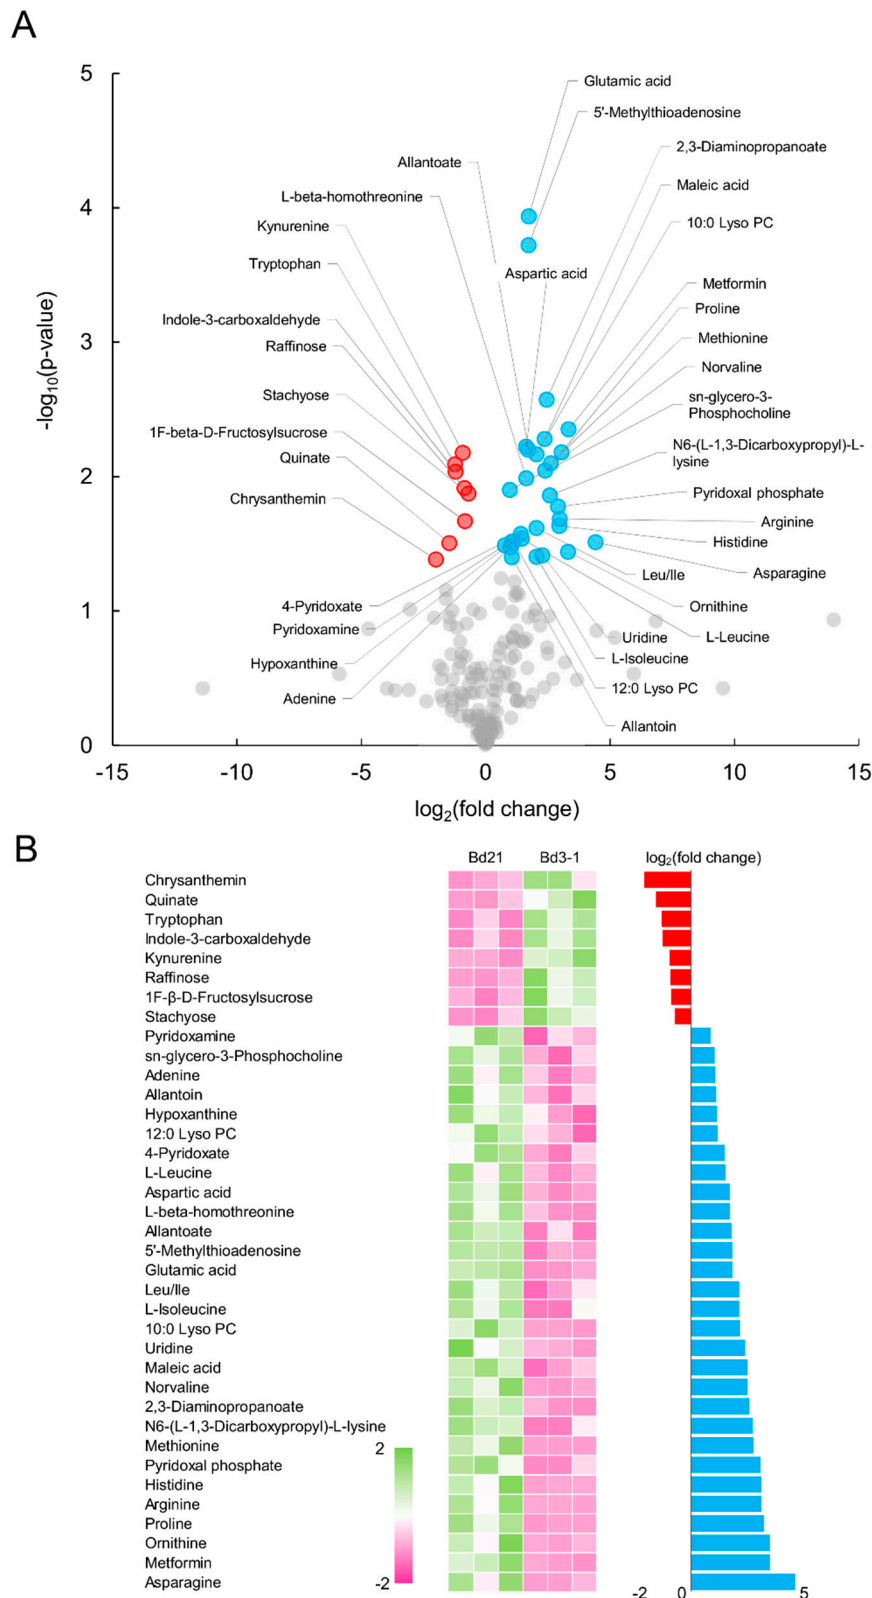 A
5
4
3
2
1
0
-log10(p-value)
-15
-10
-5
0
5
10
15
log2(fold change)
Glutamic acid
5'-Methylthioadenosine
2,3-Diaminopropanoate
Allantoate
Maleic acid
L-beta-homothreonine
10:0 Lyso PC
Kynurenine
Tryptophan
Aspartic acid
Metformin
Proline
Indole-3-carboxaldehyde
Methionine
Raffinose
Norvaline
Stachyose
sn-glycero-3-
Phosphocholine
1F-beta-D-Fructosylsucrose
N6-(L-1,3-Dicarboxypropyl)-L-
lysine
Quinate
Pyridoxal phosphate
Chrysanthemin
Arginine
Histidine
Asparagine
Leu/Ile
4-Pyridoxate
Ornithine
Pyridoxamine
Uridine
L-Leucine
L-Isoleucine
Hypoxanthine
12:0 Lyso PC
Adenine
Allantoin
B
Bd21
Bd3-1
log2(fold change)
Chrysanthemin
Quinate
Tryptophan
Indole-3-carboxaldehyde
Kynurenine
Raffinose
1F-β-D-Fructosylsucrose
Stachyose
Pyridoxamine
sn-glycero-3-Phosphocholine
Adenine
Allantoin
Hypoxanthine
12:0 Lyso PC
4-Pyridoxate
L-Leucine
Aspartic acid
L-beta-homothreonine
Allantoate
5'-Methylthioadenosine
Glutamic acid
Leu/Ile
L-Isoleucine
10:0 Lyso PC
Uridine
Maleic acid
Norvaline
2,3-Diaminopropanoate
N6-(L-1,3-Dicarboxypropyl)-L-lysine
Methionine
Pyridoxal phosphate
Histidine
Arginine
Proline
Ornithine
Metformin
Asparagine
2
-2
-2
0
5